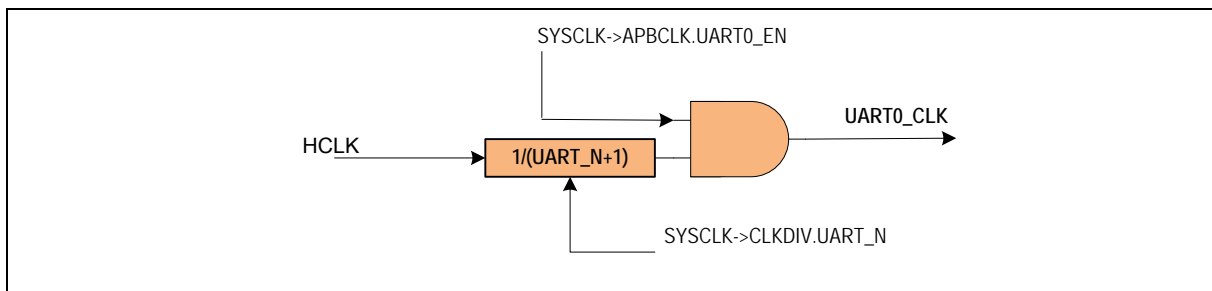 SYSCLK->APBCLK.UART0_EN
UART0_CLK
HCLK
1/(UART_N+1)
SYSCLK->CLKDIV.UART_N